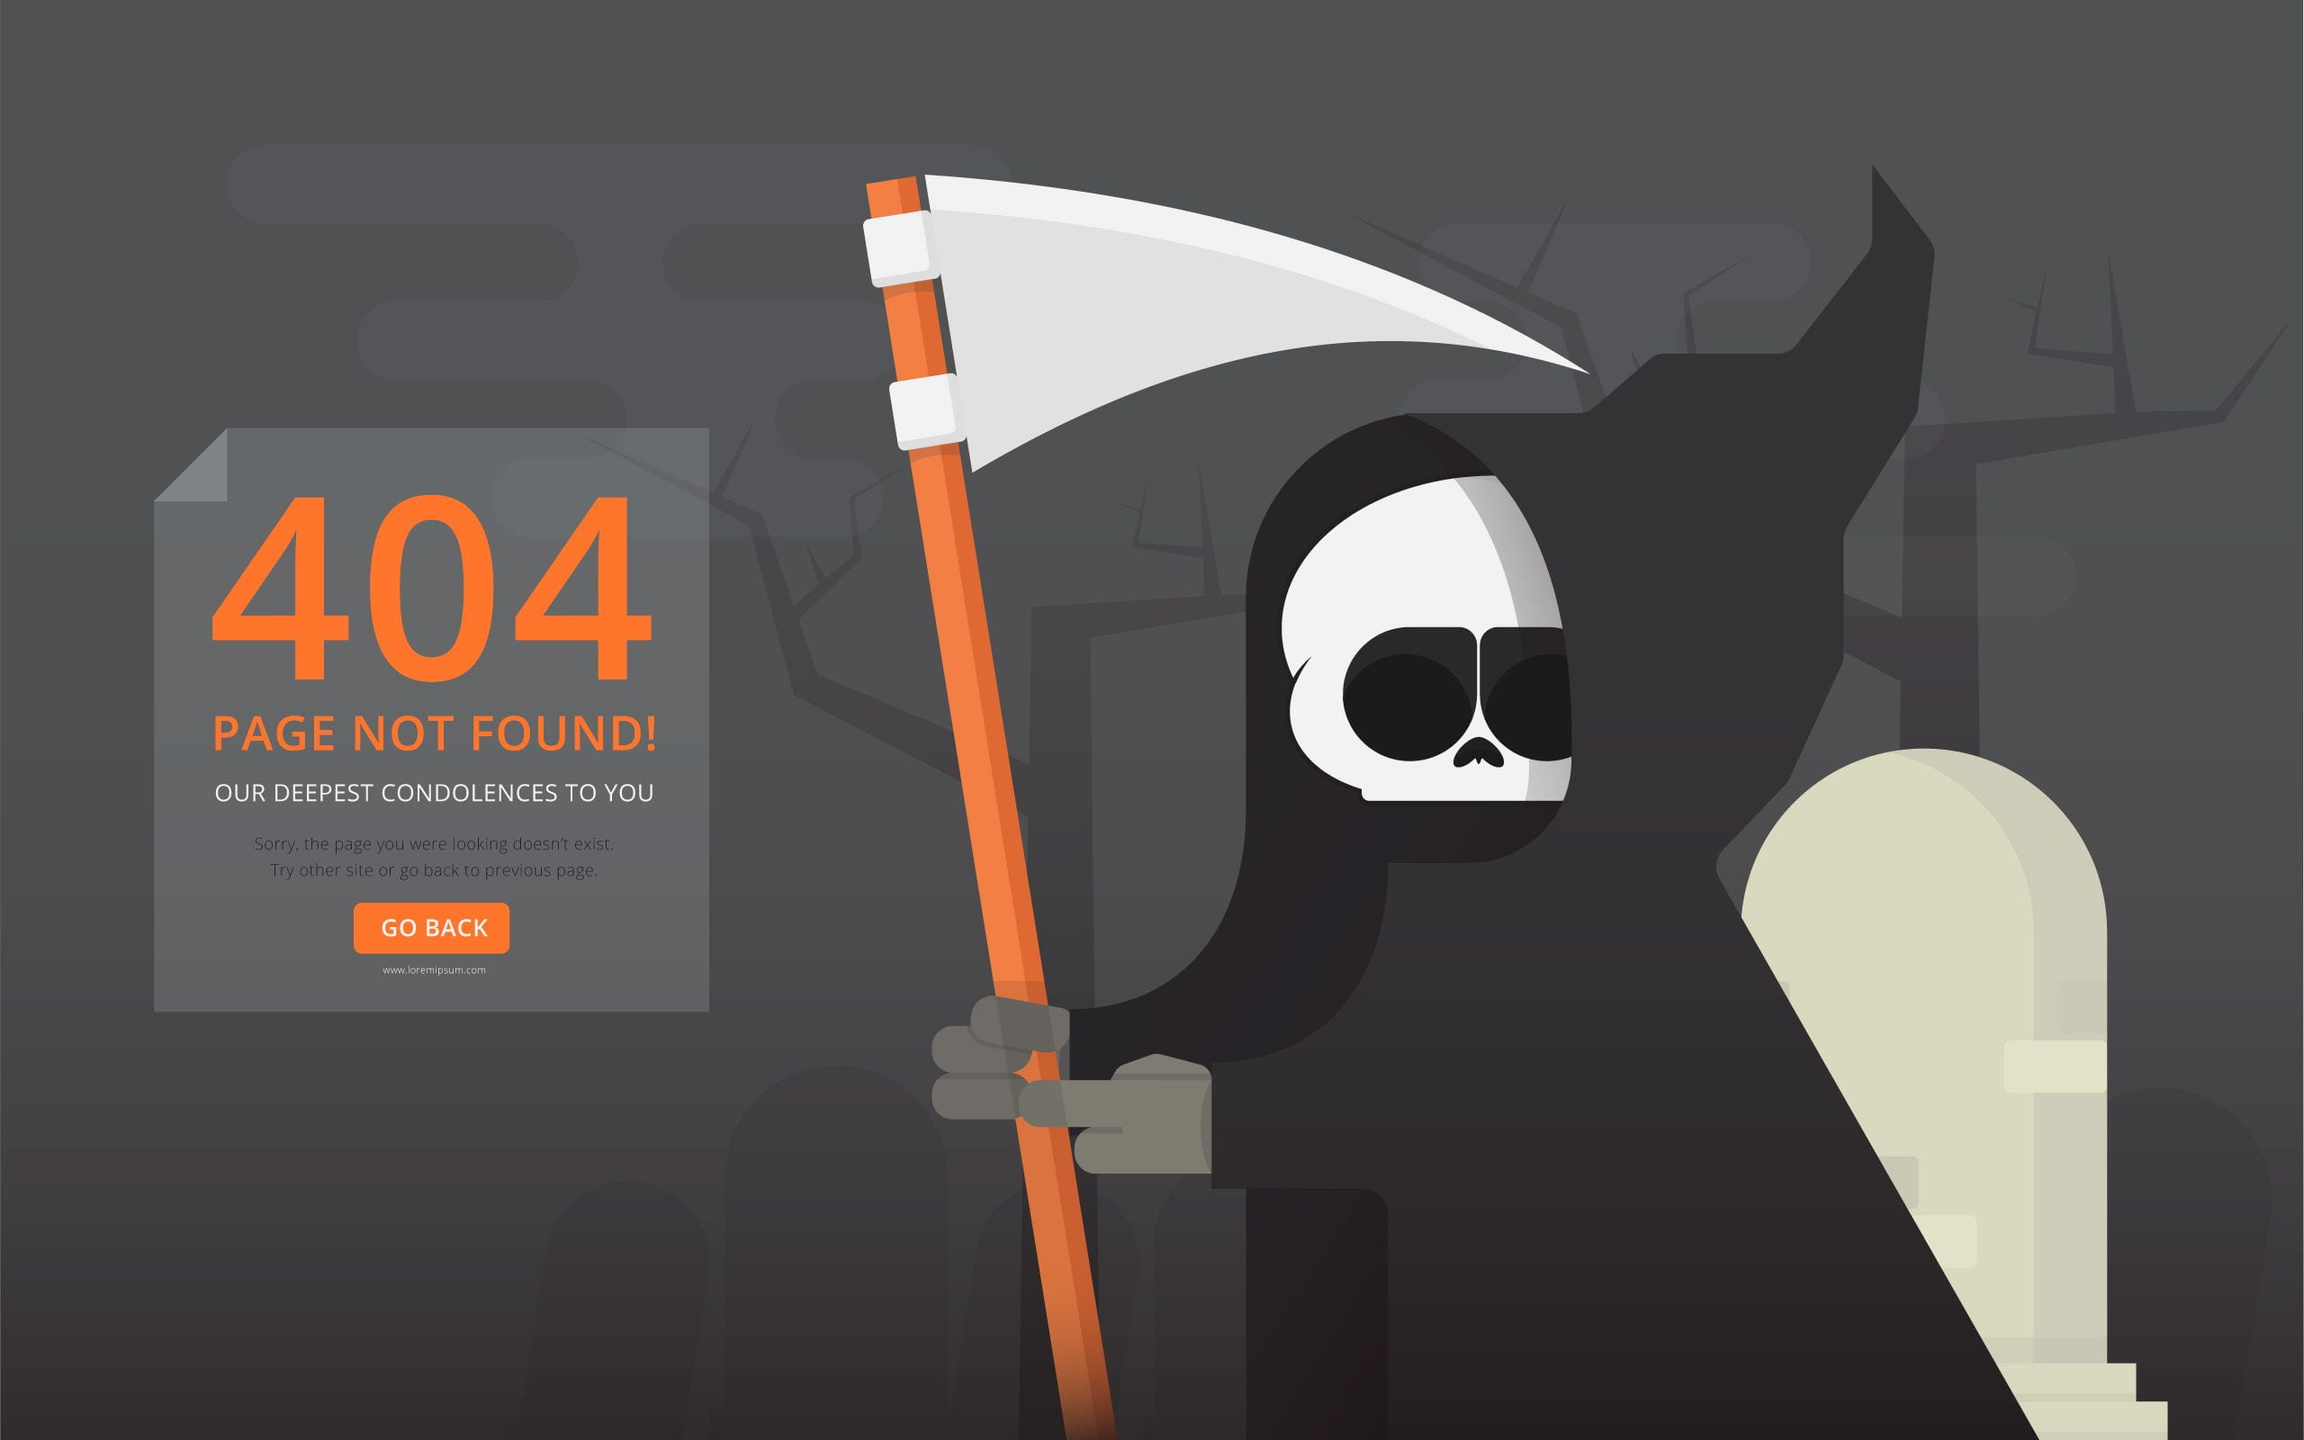 404
PAGE NOT FOUND!
OUR DEEPEST CONDOLENCES TO YOU
Sorry, the page you were looking doesn't exist.
Try other site or go back to previous page.
GO BACK
www.loremipsum.com